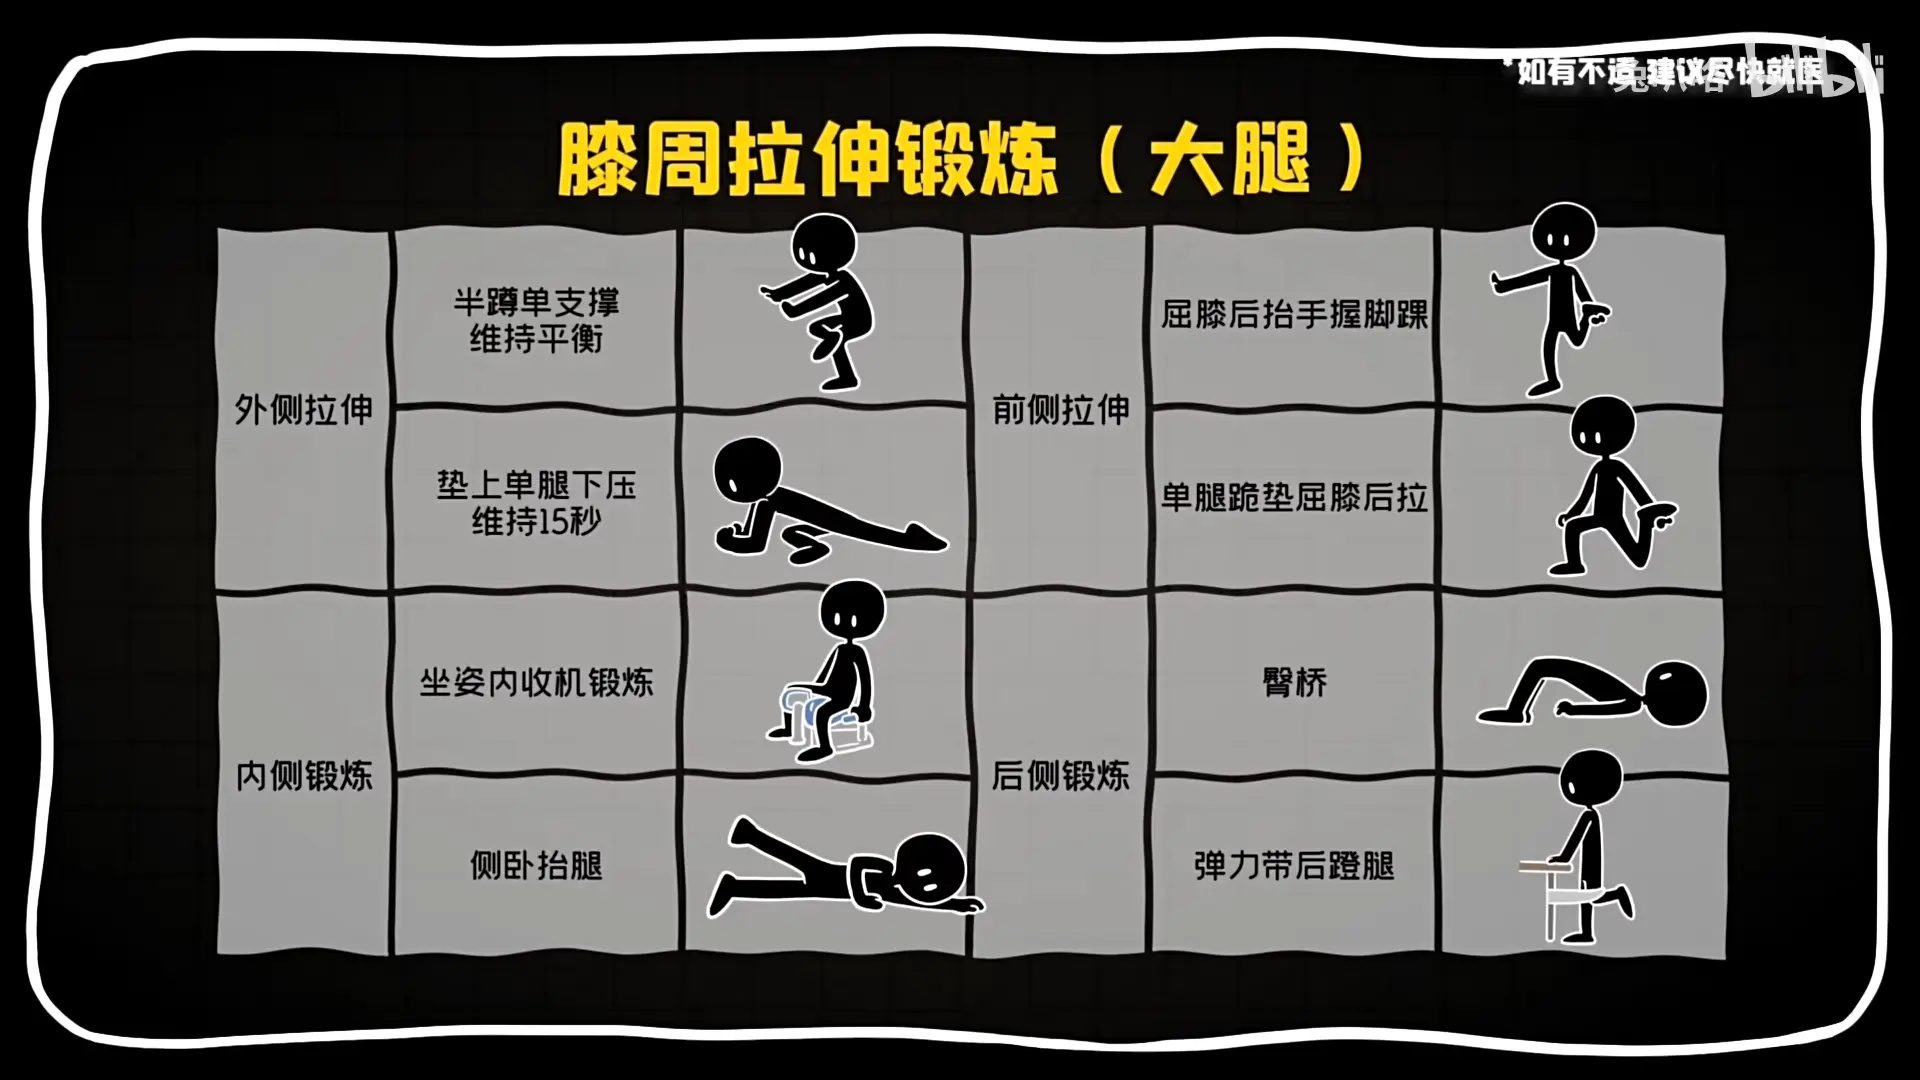 *如有不适 建议尽快就医
bilibili
膝周拉伸锻炼（大腿）
外侧拉伸
半蹲单支撑
维持平衡
垫上单腿下压
维持15秒
内侧锻炼
坐姿内收机锻炼
侧卧抬腿
前侧拉伸
屈膝后抬手握脚踝
单腿跪垫屈膝后拉
后侧锻炼
臀桥
弹力带后蹬腿